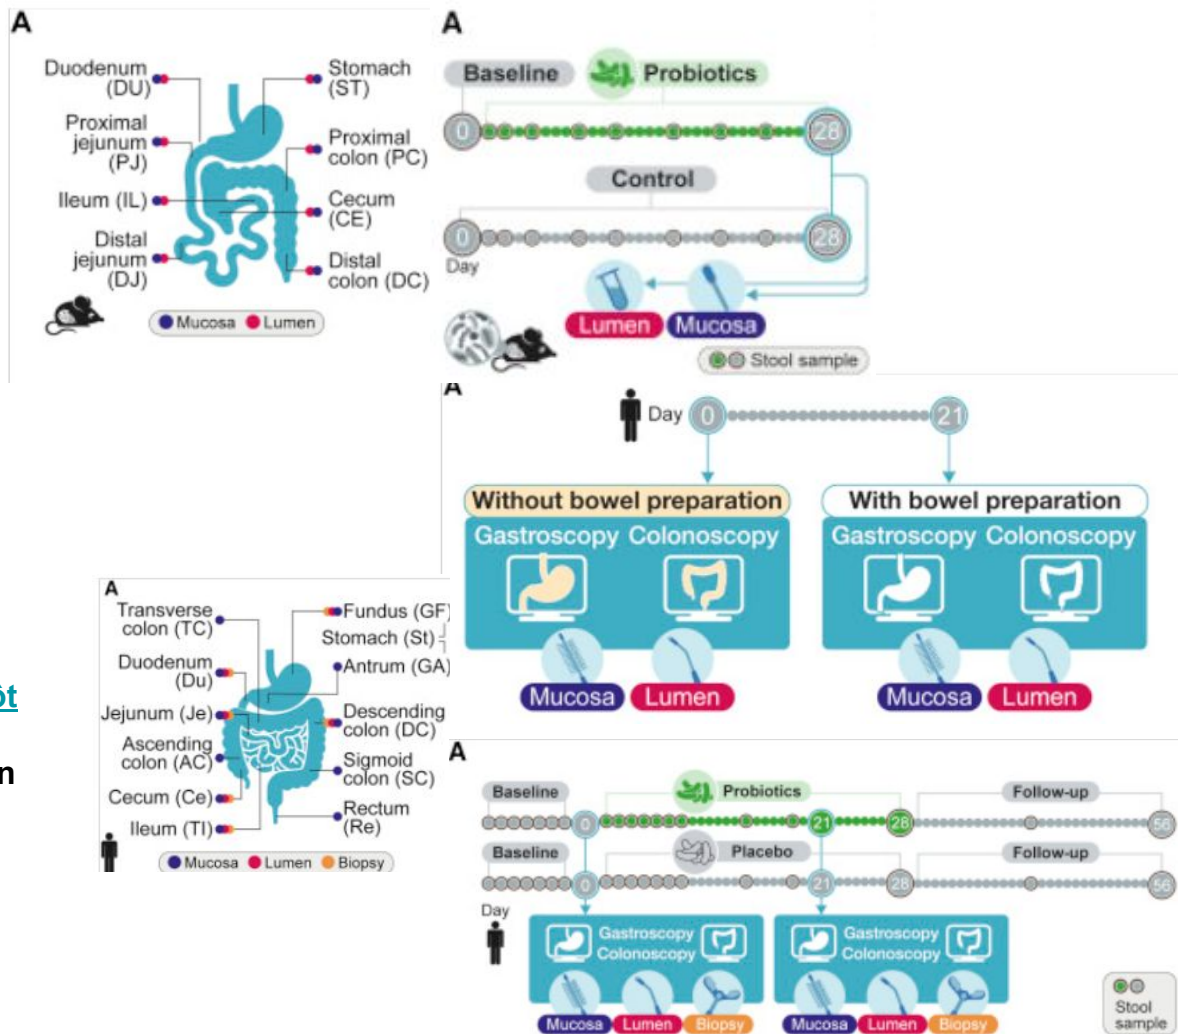 A
Duodenum
(DU)
Stomach
(ST)
Proximal
jejunum
(PJ)
Proximal
colon (PC)
Ileum (IL)
Cecum
(CE)
Distal
jejunum
(DJ)
Distal
colon (DC)
Mucosa Lumen
A
Baseline Probiotics
0 28
Control
0 28
Day
Lumen Mucosa
Stool sample
A
Day 0 21
Without bowel preparation
Gastroscopy Colonoscopy
Mucosa Lumen
With bowel preparation
Gastroscopy Colonoscopy
Mucosa Lumen
A
Transverse
colon (TC)
Fundus (GF)
Stomach (St)
Duodenum
(Du)
Antrum (GA)
Jejunum (Je)
Descending
colon (DC)
Ascending
colon (AC)
Sigmoid
colon (SC)
Cecum (Ce)
Rectum
(Re)
Ileum (TI)
Mucosa Lumen Biopsy
ôt
n
A
Baseline Probiotics Follow-up
0 21 28 56
Baseline Placebo Follow-up
0 21 28 56
Day
Gastroscopy
Colonoscopy
Mucosa Lumen Biopsy
Gastroscopy
Colonoscopy
Mucosa Lumen Biopsy
Stool
sample